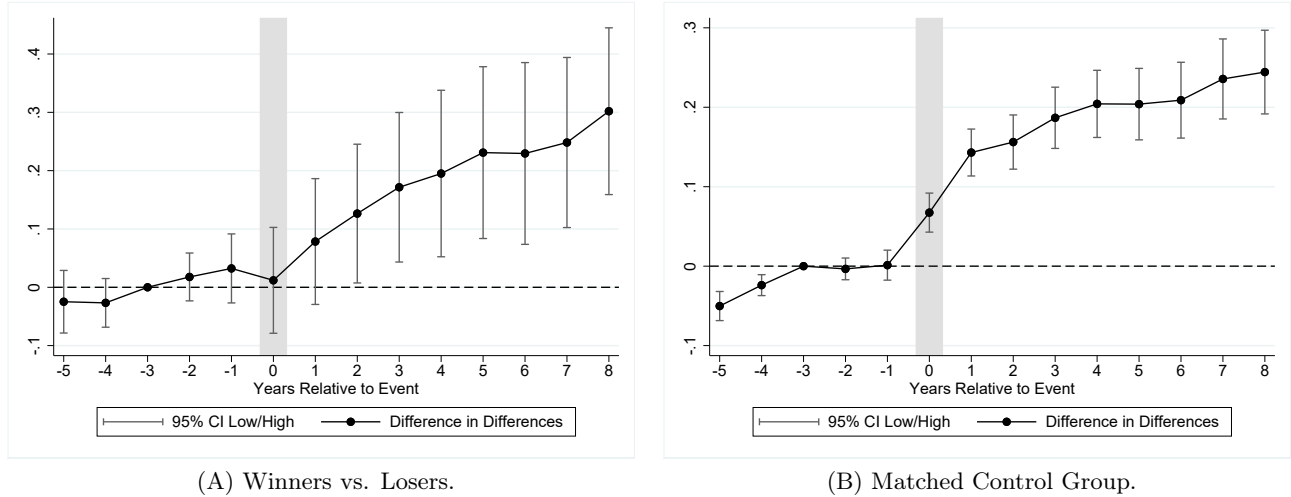 .4
.3
.2
.1
0
-.1
-5 -4 -3 -2 -1 0 1 2 3 4 5 6 7 8
Years Relative to Event
95% CI Low/High Difference in Differences
(A) Winners vs. Losers.
.3
.2
.1
0
-.1
-5 -4 -3 -2 -1 0 1 2 3 4 5 6 7 8
Years Relative to Event
95% CI Low/High Difference in Differences
(B) Matched Control Group.